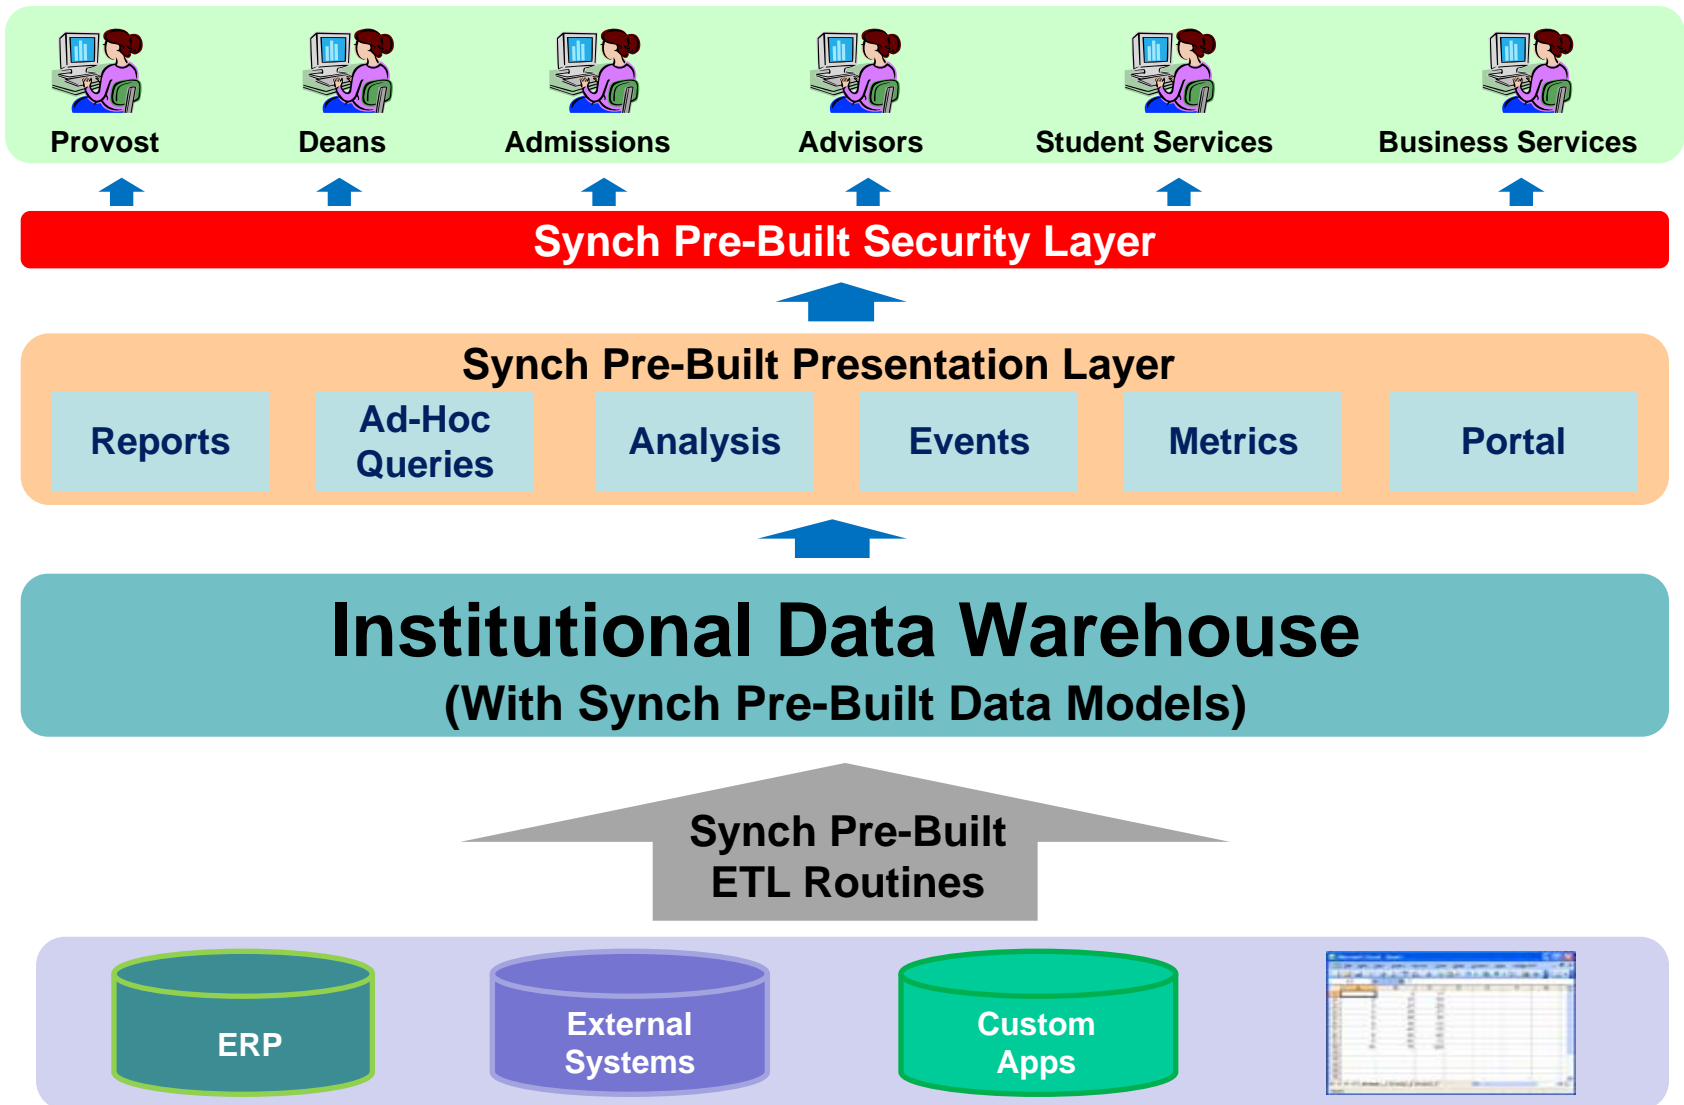 Provost
Deans
Admissions
Advisors
Student Services
Business Services
Synch Pre-Built Security Layer
Synch Pre-Built Presentation Layer
Reports
Ad-Hoc
Queries
Analysis
Events
Metrics
Portal
Institutional Data Warehouse
(With Synch Pre-Built Data Models)
Synch Pre-Built
ETL Routines
ERP
External
Systems
Custom
Apps